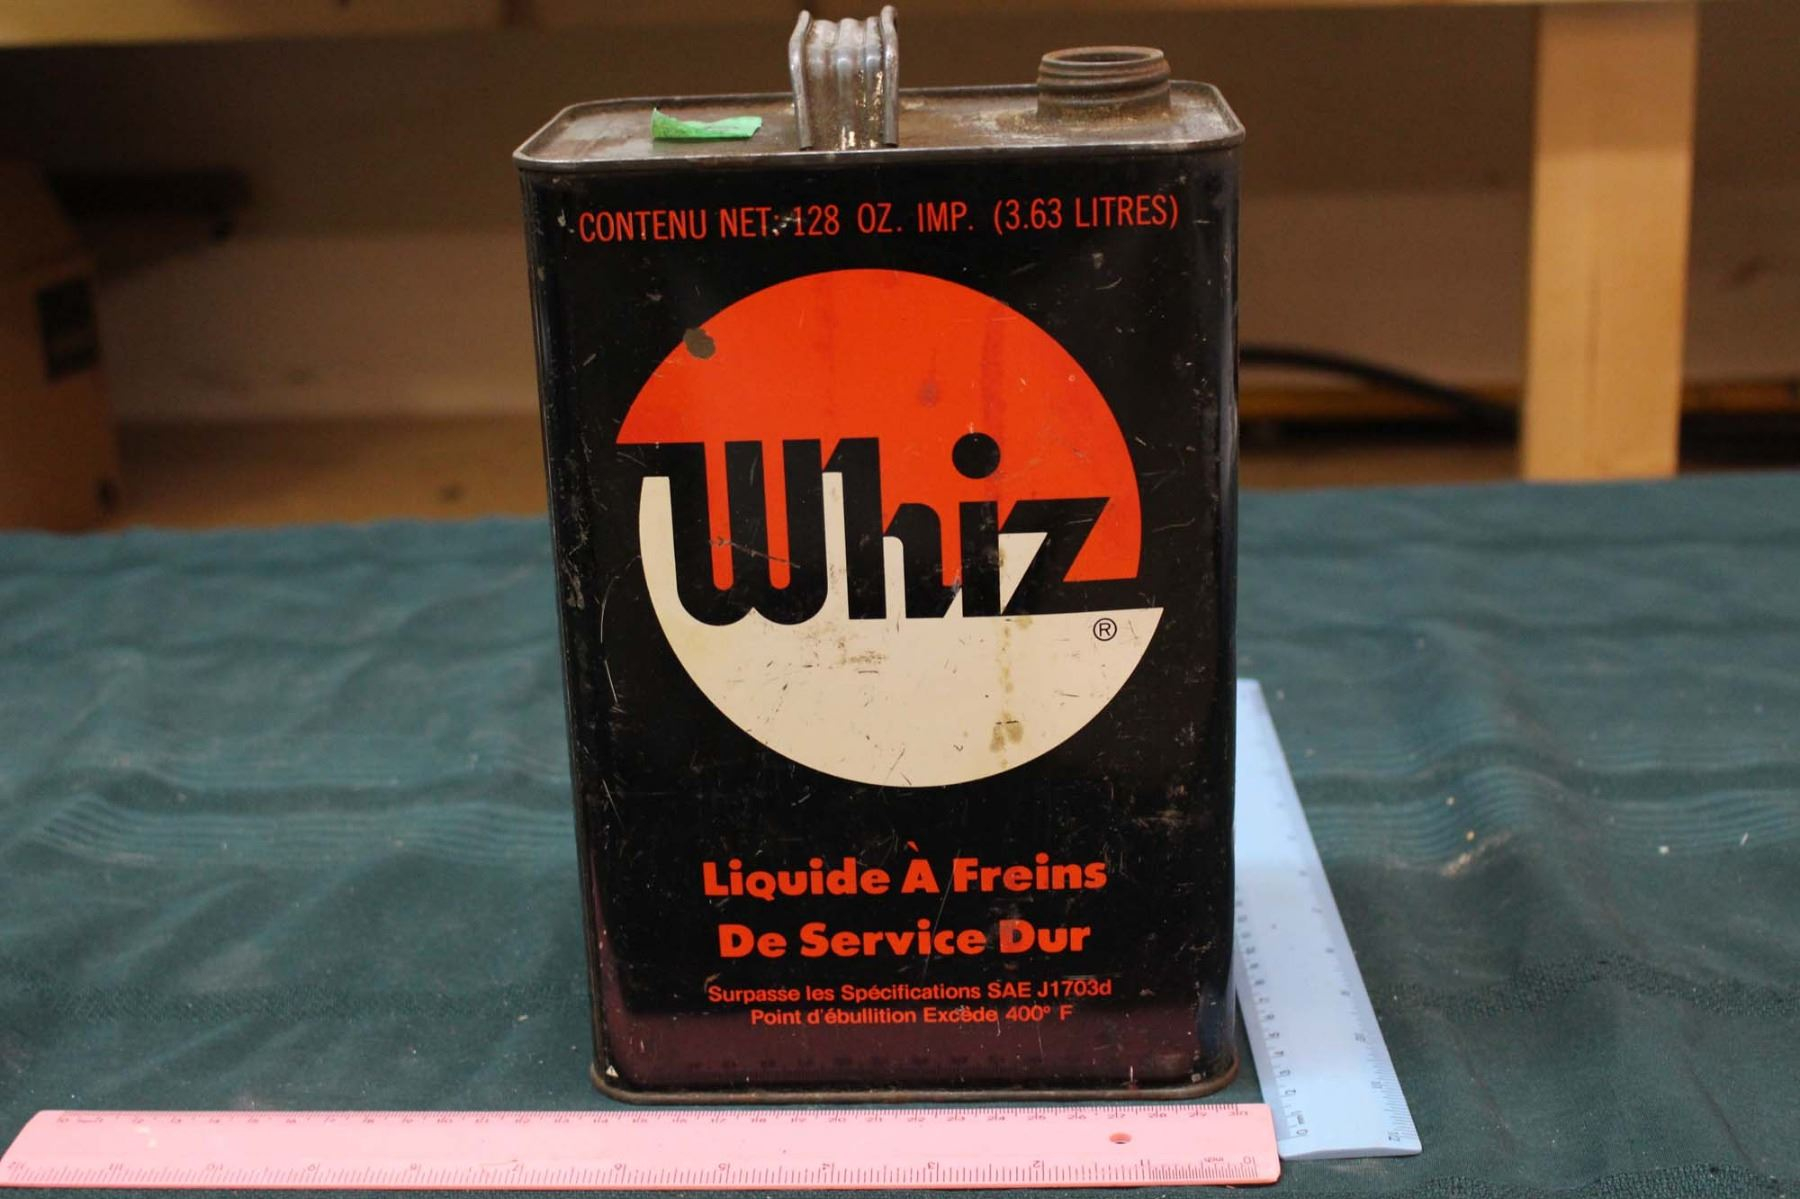 CONTENU NET: 128 OZ. IMP. (3.63 LITRES)
Whiz
®
Liquide À Freins
De Service Dur
Surpasse les Spécifications SAE J1703d
Point d'ébullition Excède 400° F